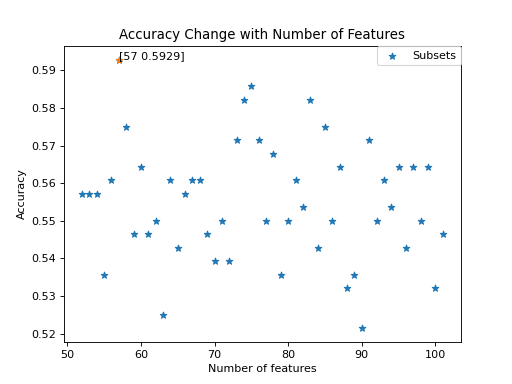 Accuracy Change with Number of Features
[57 0.5929]
Subsets
0.59
0.58
0.57
0.56
0.55
0.54
0.53
0.52
Accuracy
50 60 70 80 90 100
Number of features